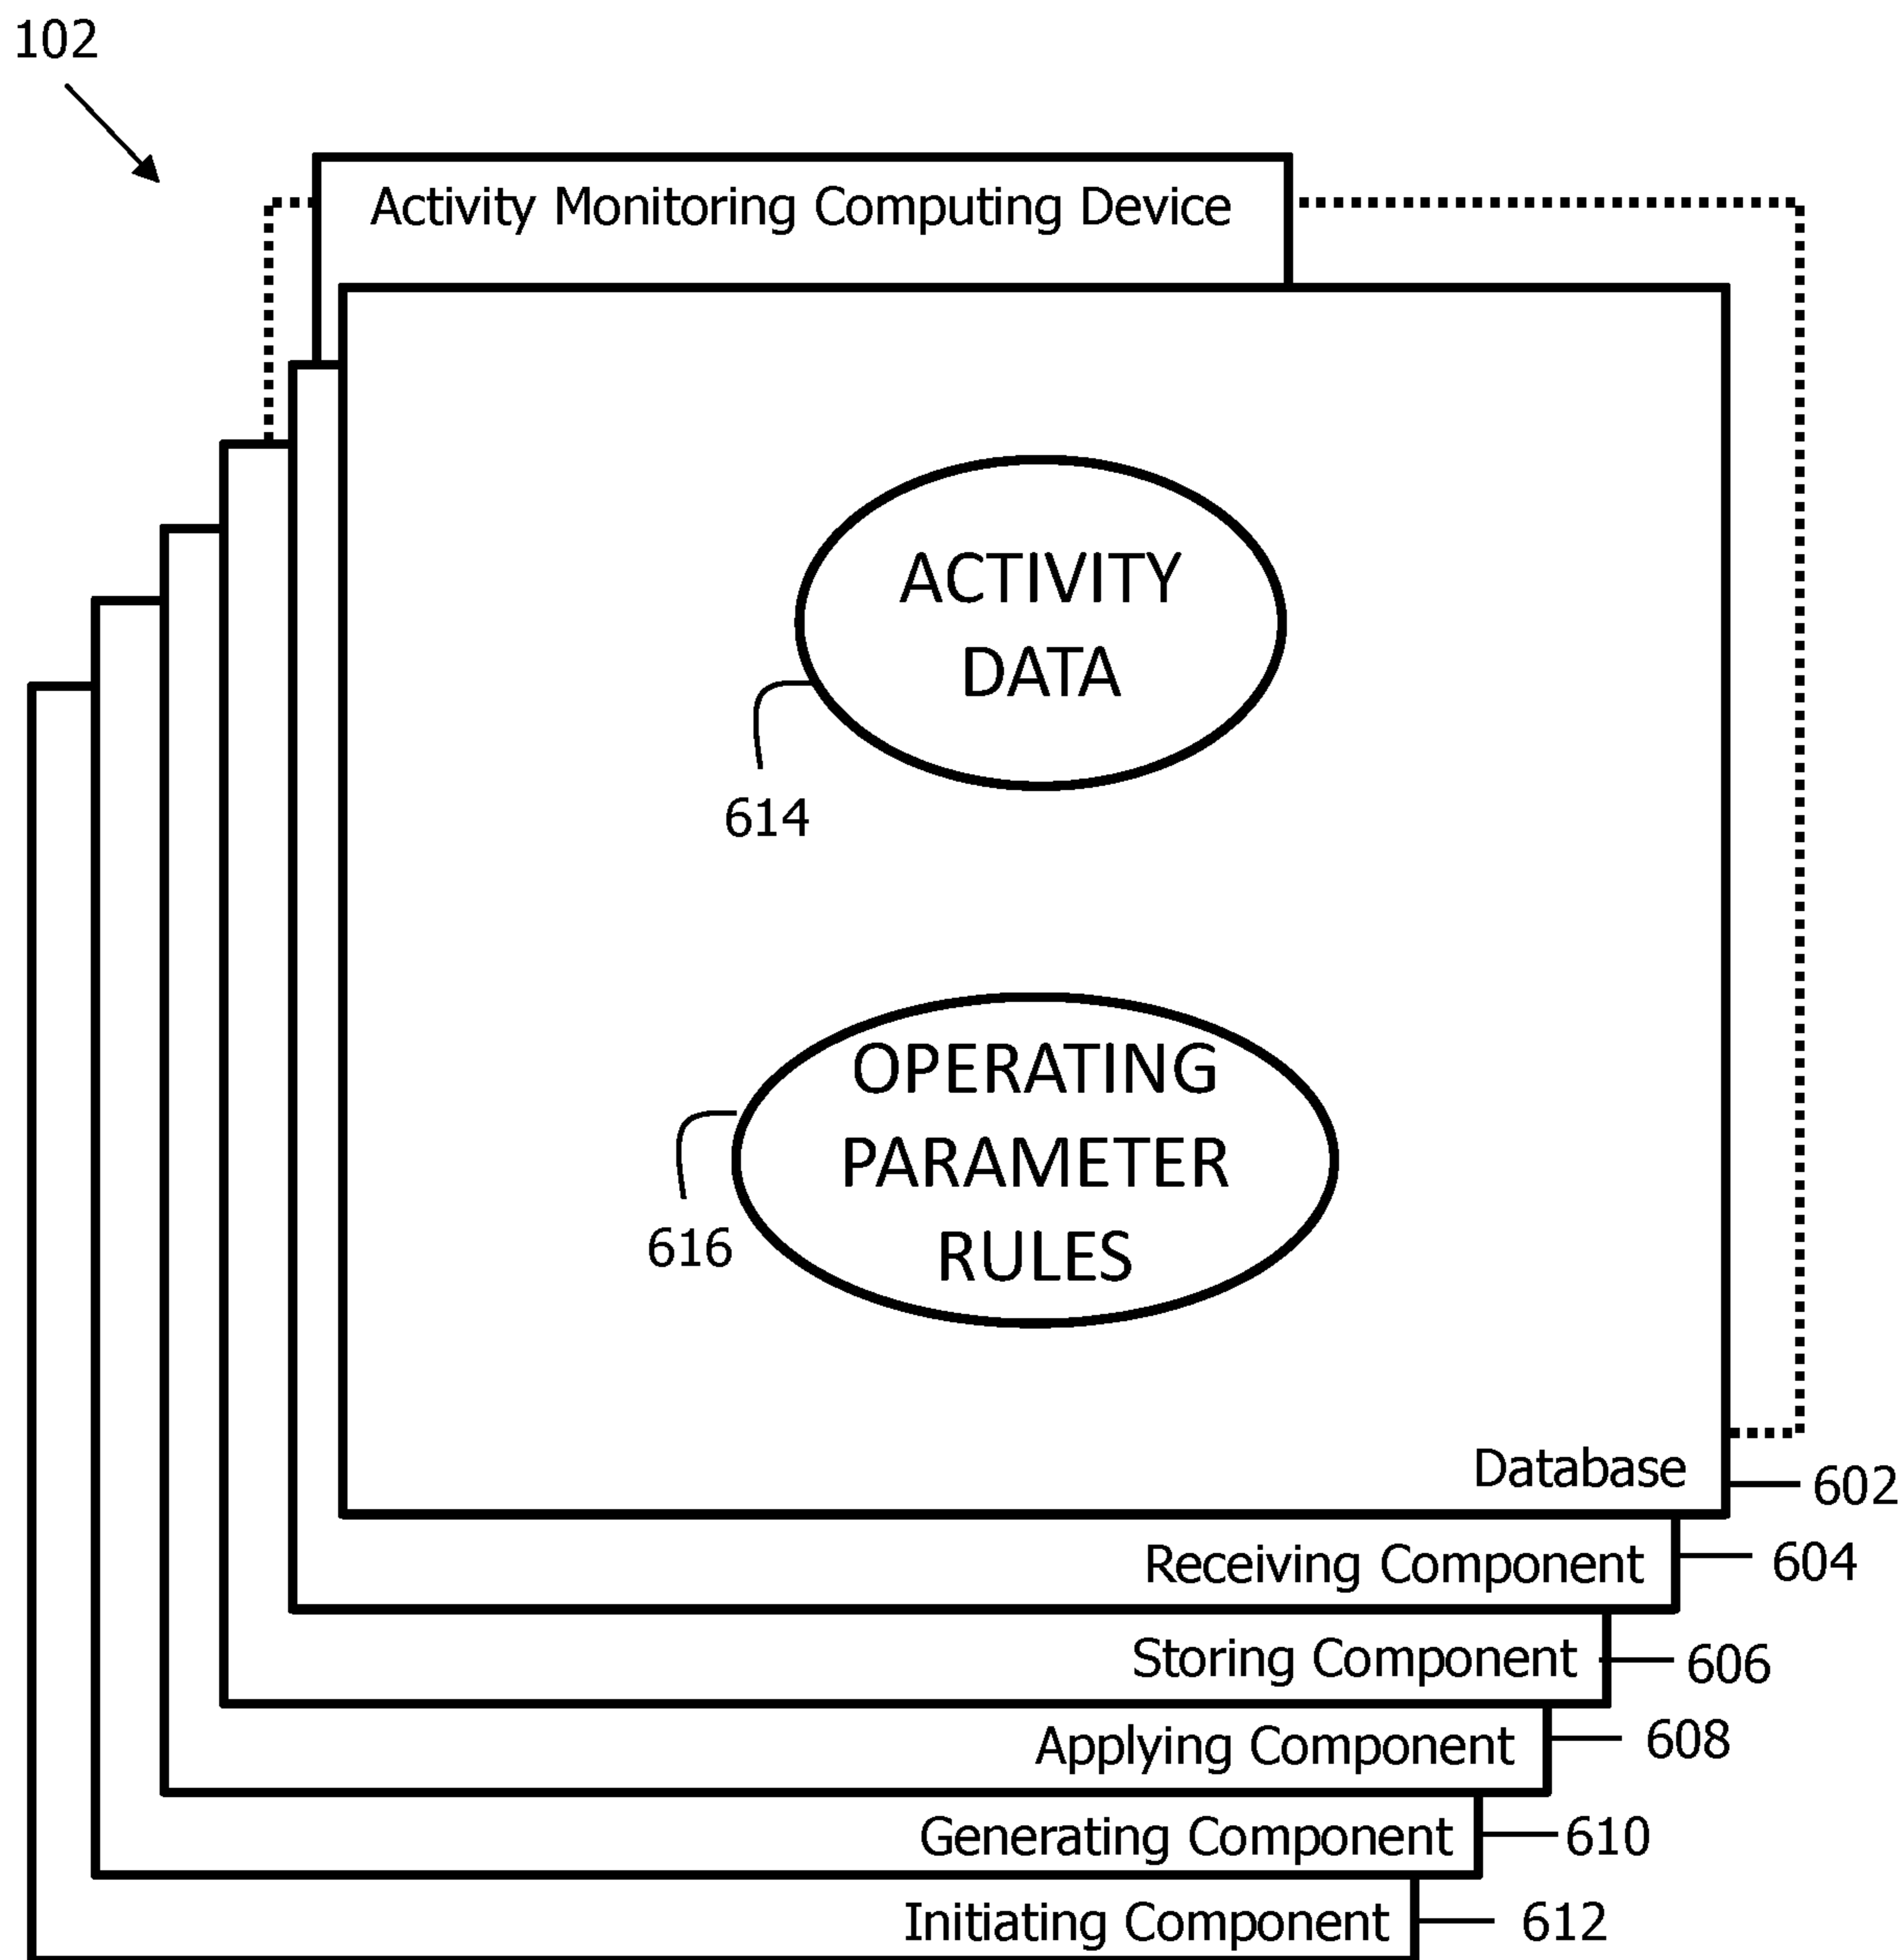 102
Activity Monitoring Computing Device
ACTIVITY
DATA
614
OPERATING
PARAMETER
RULES
616
Database
602
Receiving Component
604
Storing Component
606
Applying Component
608
Generating Component
610
Initiating Component
612